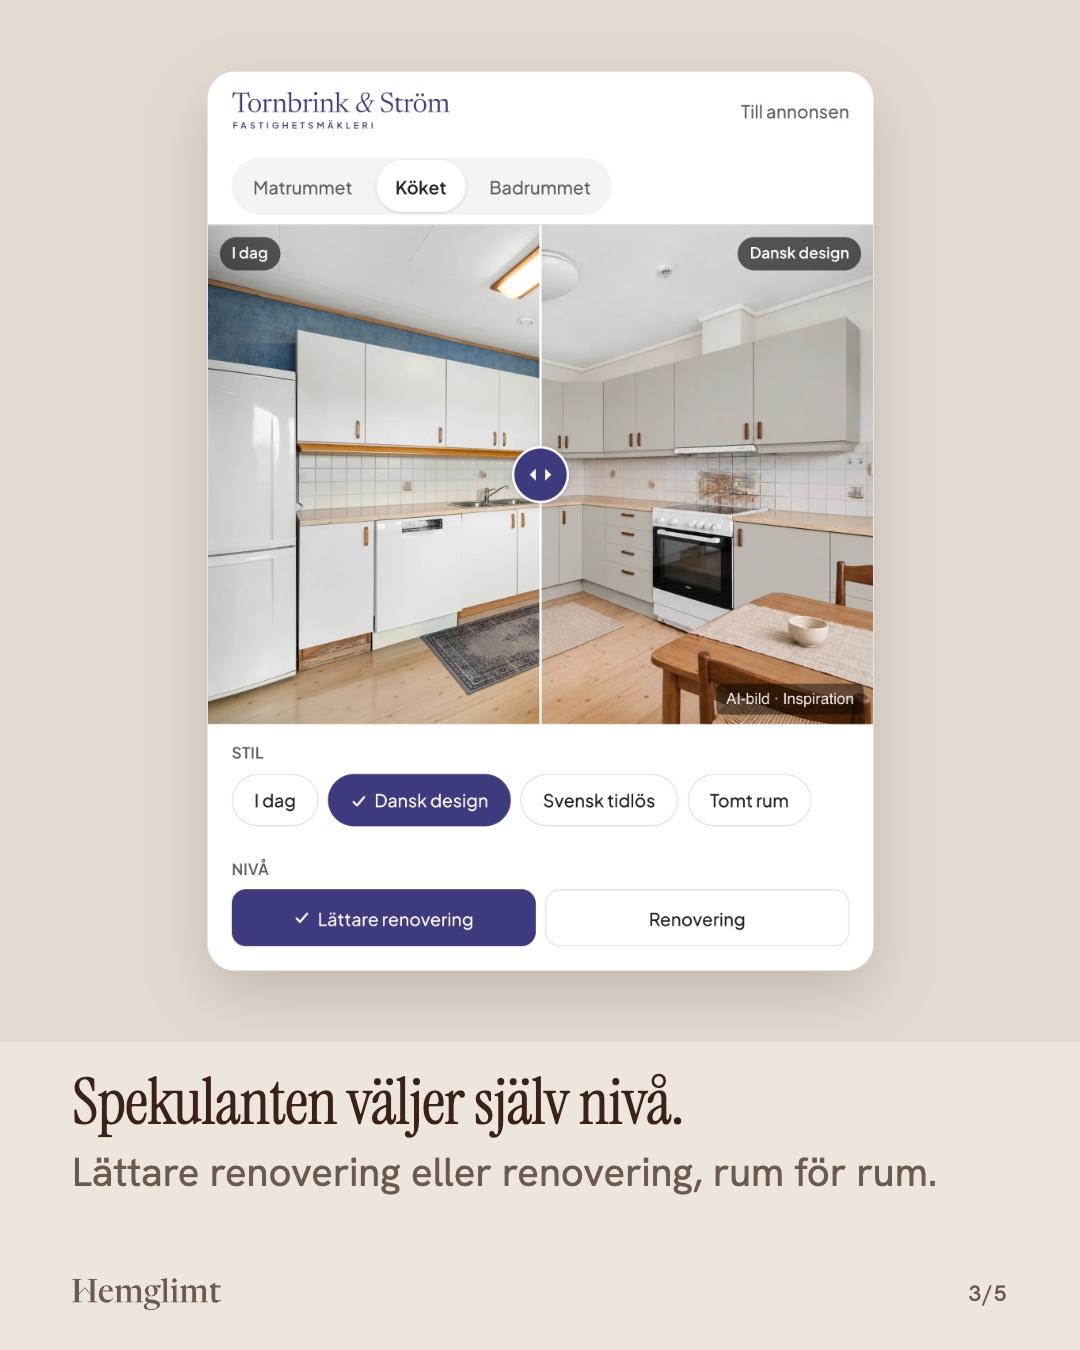 Tornbrink & Ström
FASTIGHETSMÄKLERI
Till annonsen
Matrummet
Köket
Badrummet
I dag
Dansk design
AI-bild · Inspiration
STIL
I dag
Dansk design
Svensk tidlös
Tomt rum
NIVÅ
Lättare renovering
Renovering
Spekulanten väljer själv nivå.
Lättare renovering eller renovering, rum för rum.
Hemglimt
3/5